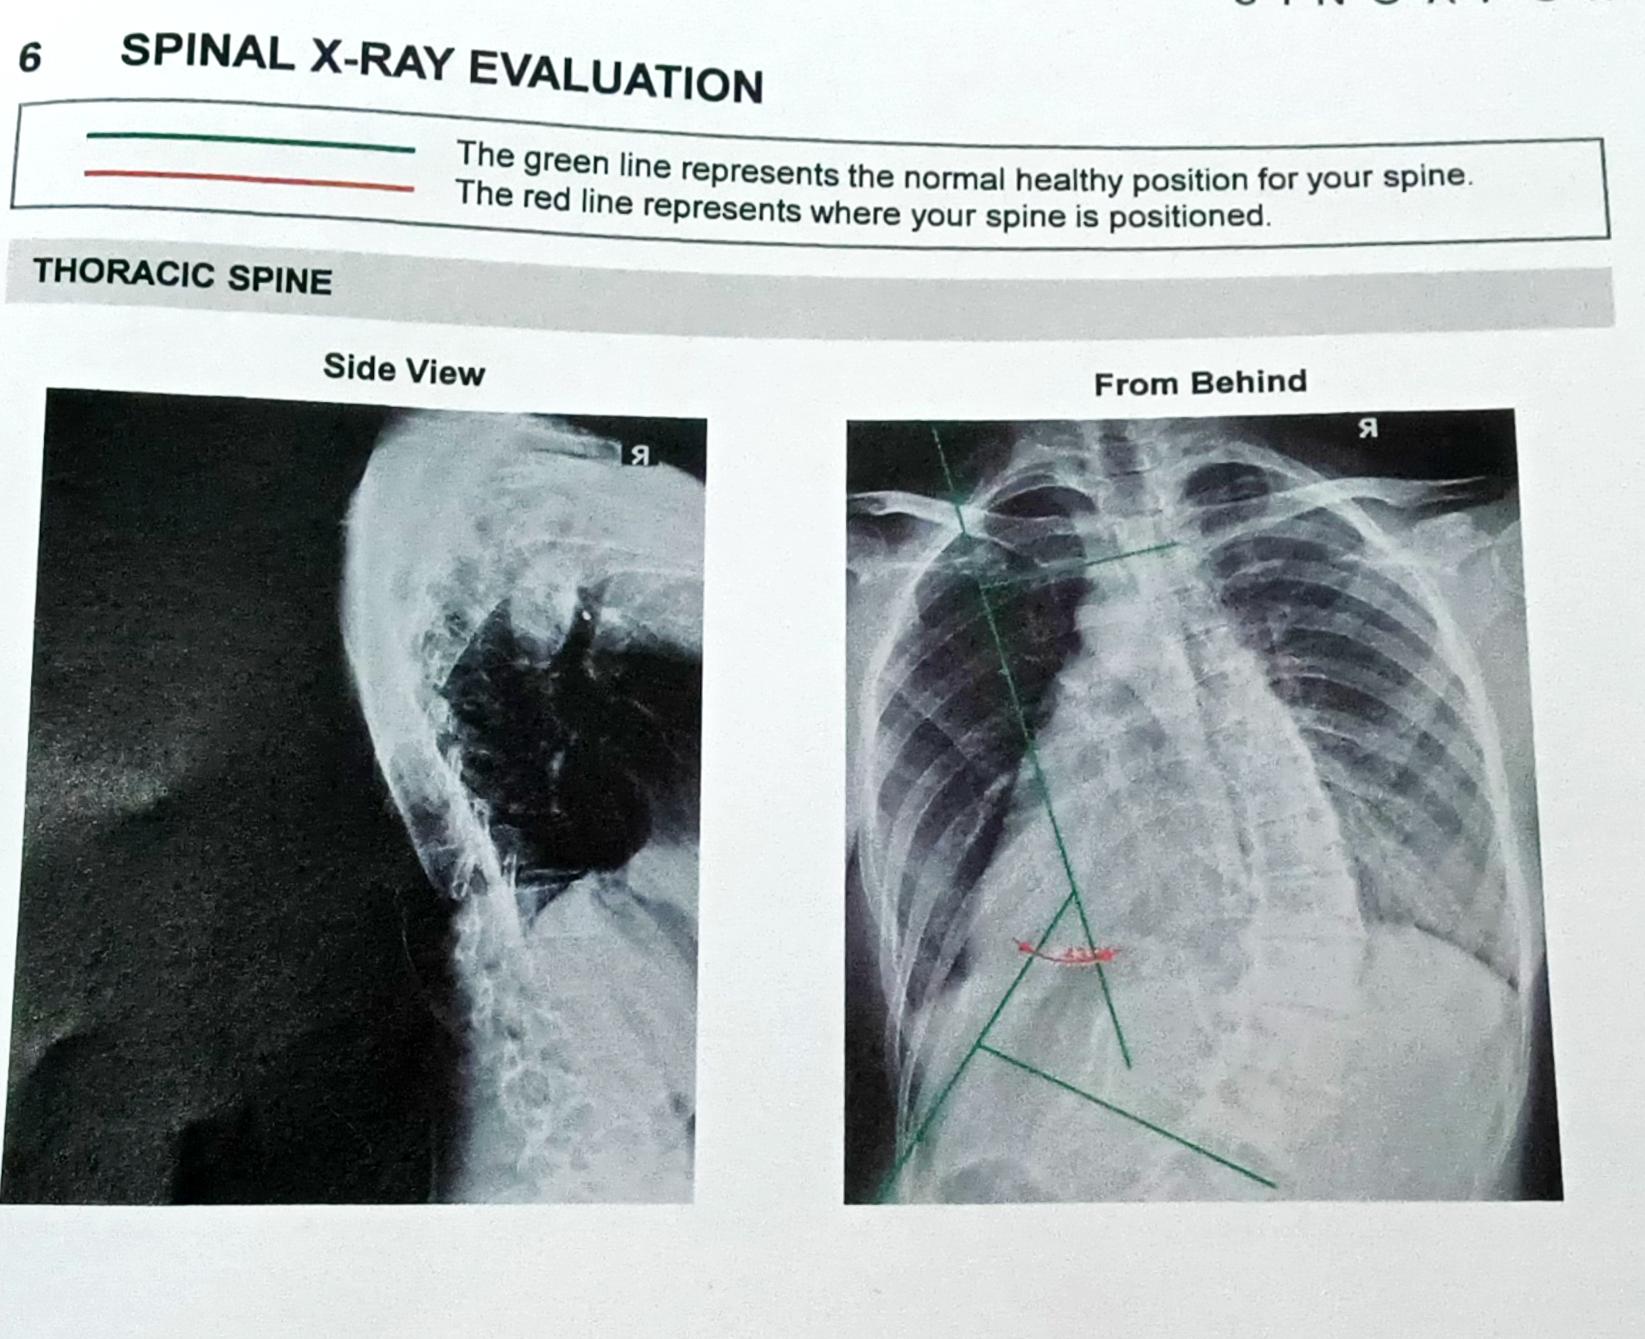 6 SPINAL X-RAY EVALUATION
The green line represents the normal healthy position for your spine.
The red line represents where your spine is positioned.
THORACIC SPINE
Side View
From Behind
R
R